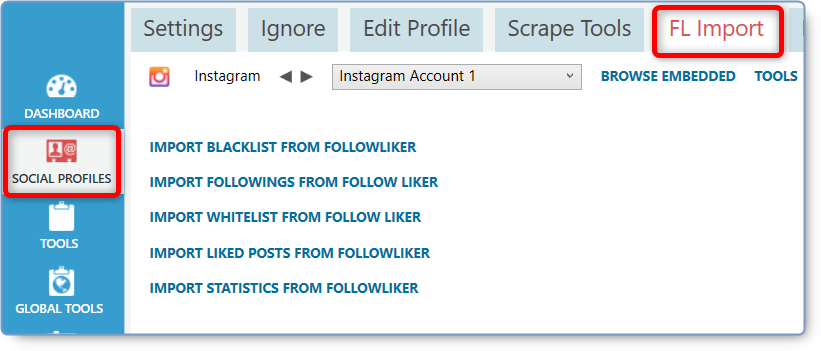 Settings Ignore Edit Profile Scrape Tools FL Import
Instagram Instagram Account 1 BROWSE EMBEDDED TOOLS
DASHBOARD
SOCIAL PROFILES
TOOLS
GLOBAL TOOLS
IMPORT BLACKLIST FROM FOLLOWLIKER
IMPORT FOLLOWINGS FROM FOLLOW LIKER
IMPORT WHITELIST FROM FOLLOW LIKER
IMPORT LIKED POSTS FROM FOLLOWLIKER
IMPORT STATISTICS FROM FOLLOWLIKER